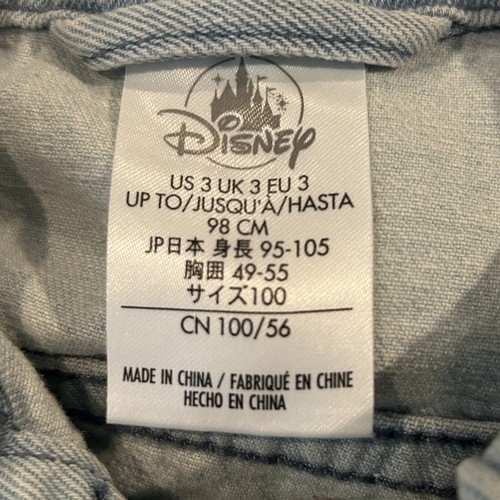 Disney
US 3 UK 3 EU 3
UP TO/JUSQU'À/HASTA
98 CM
JP日本 身長 95-105
胸囲 49-55
サイズ100
CN 100/56
MADE IN CHINA / FABRIQUÉ EN CHINE
HECHO EN CHINA